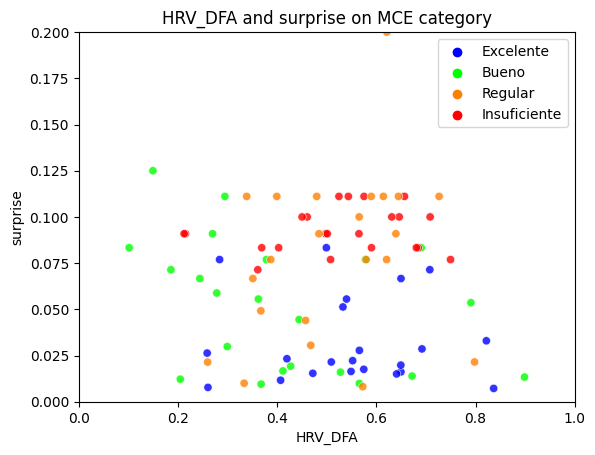 HRV_DFA and surprise on MCE category
0.200
0.175
0.150
0.125
0.100
0.075
0.050
0.025
0.000
surprise
Excelente
Bueno
Regular
Insuficiente
0.0 0.2 0.4 0.6 0.8 1.0
HRV_DFA